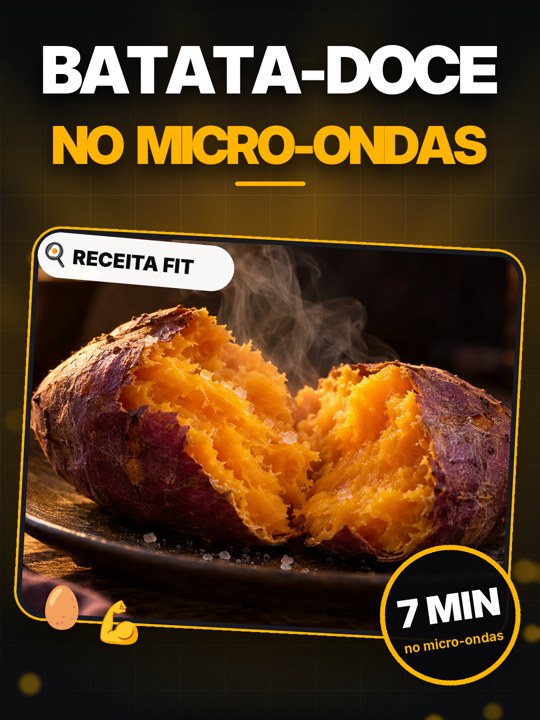 BATATA-DOCE
NO MICRO-ONDAS
RECEITA FIT
7 MIN
no micro-ondas